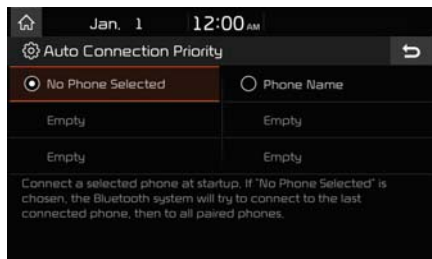 Jan. 1 12:00 AM
Auto Connection Priority
No Phone Selected Phone Name
Empty Empty
Empty Empty
Connect a selected phone at startup. If "No Phone Selected" is
chosen, the Bluetooth system will try to connect to the last
connected phone, then to all paired phones.